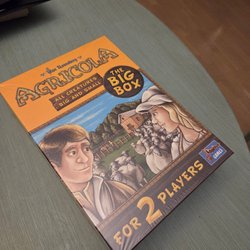 Uwe Rosenberg
AGRICOLA
ALL CREATURES
BIG AND SMALL
THE
BIG
BOX
FOR 2 PLAYERS